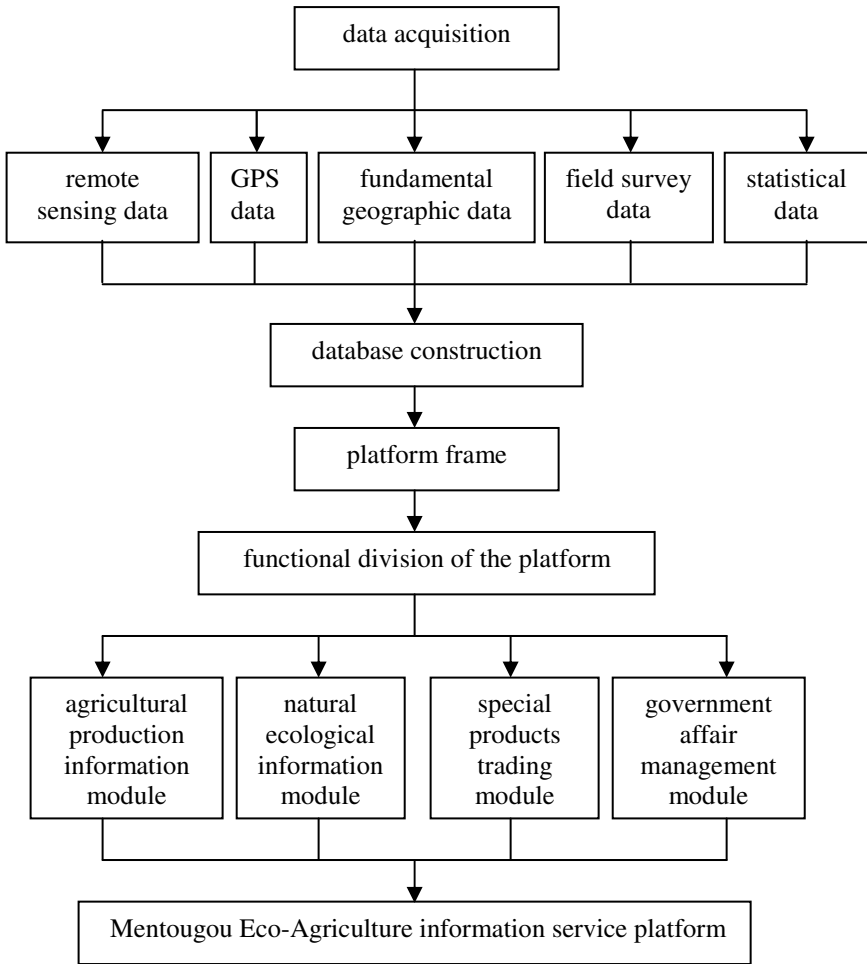 data acquisition
remote
sensing data
GPS
data
fundamental
geographic data
field survey
data
statistical
data
database construction
platform frame
functional division of the platform
agricultural
production
information
module
natural
ecological
information
module
special
products
trading
module
government
affair
management
module
Mentougou Eco-Agriculture information service platform